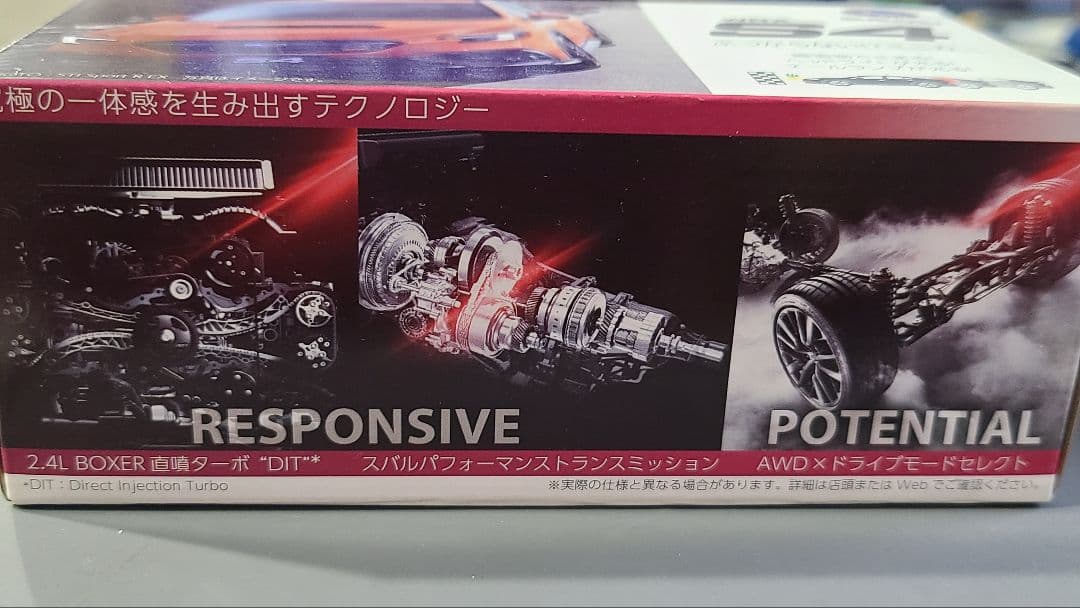 S4
極の一体感を生み出すテクノロジー
RESPONSIVE
POTENTIAL
2.4L BOXER 直噴ターボ “DIT”*
スバルパフォーマンストランスミッション
AWD×ドライブモードセレクト
*DIT：Direct Injection Turbo
※実際の仕様と異なる場合があります。詳細は店頭または Web でご確認ください。